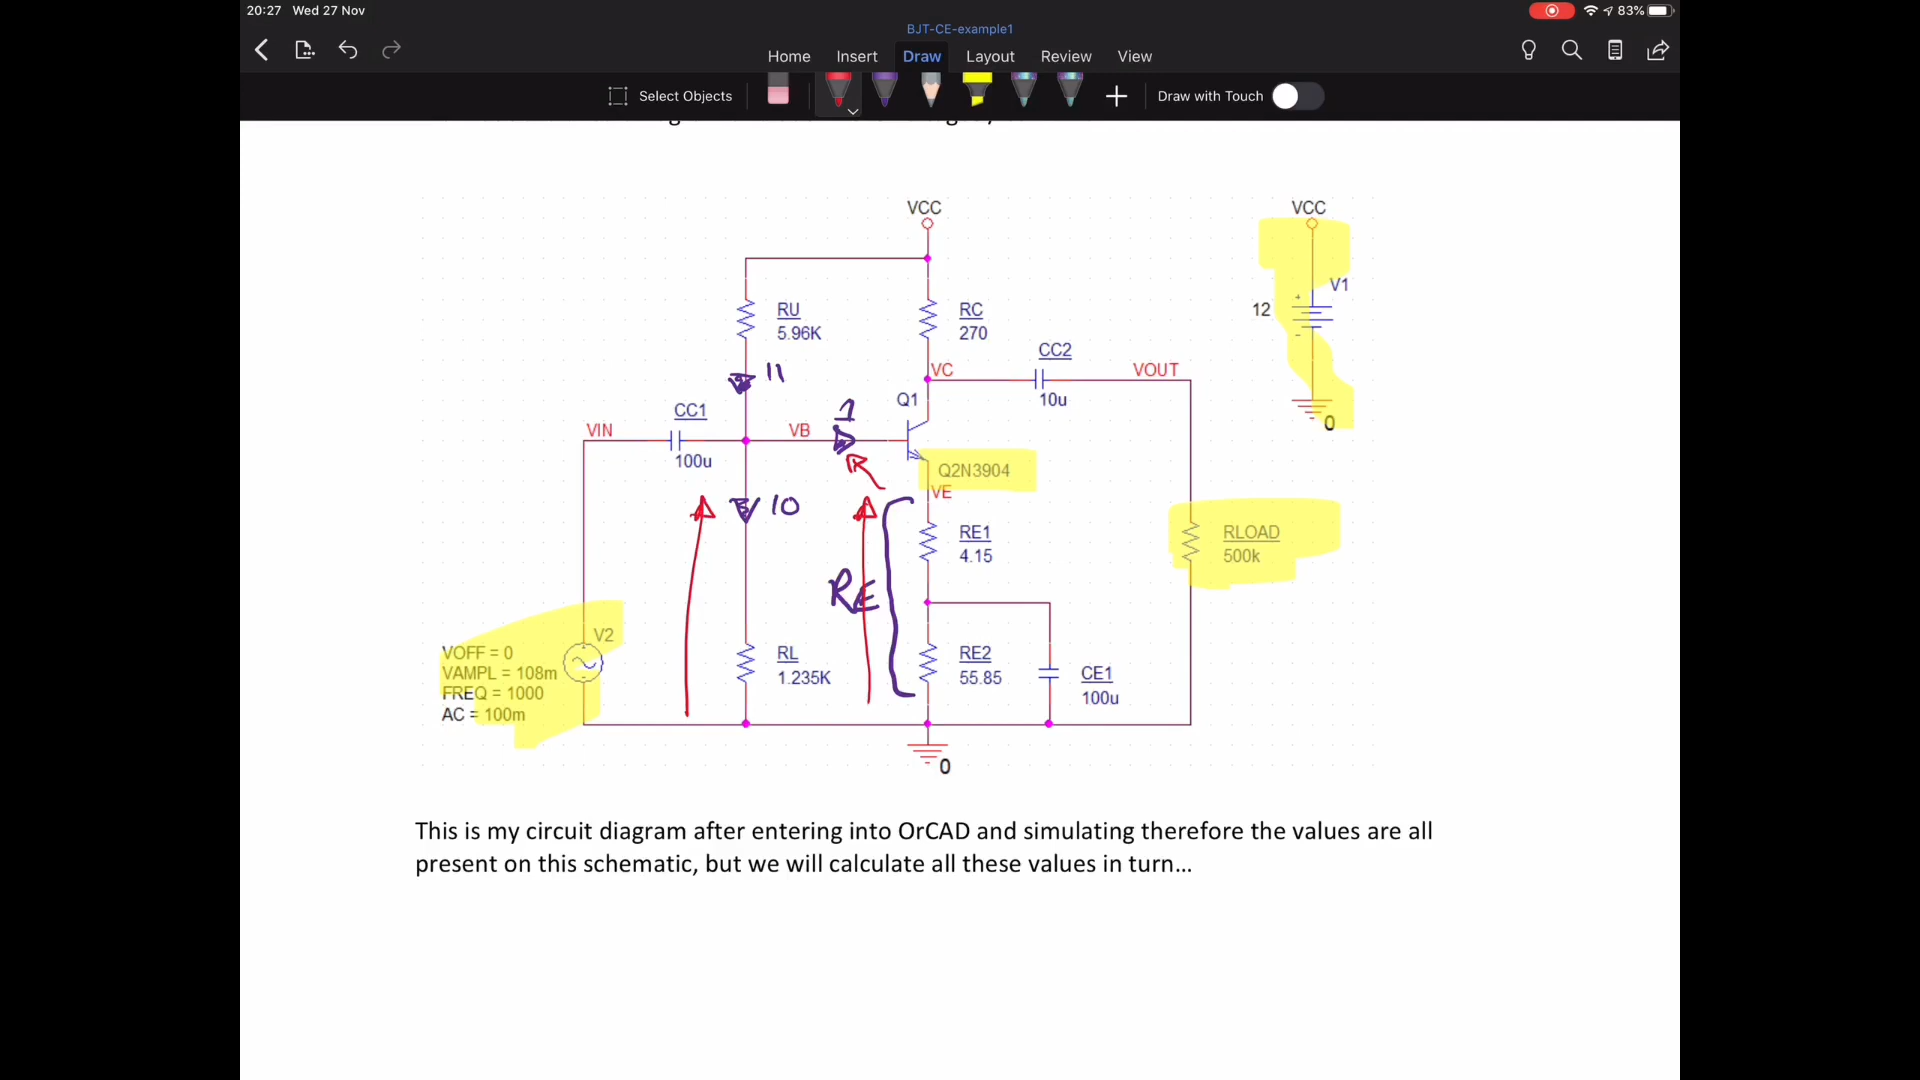 20:27 Wed 27 Nov
83%
BJT-CE-example1
Home Insert Draw Layout Review View
Select Objects
Draw with Touch
VCC
VCC
V1
12
0
RU
5.96K
RC
270
11
CC2
10u
VC
VOUT
Q1
CC1
100u
VIN
VB
1
Q2N3904
VE
10
RE1
4.15
RLOAD
500k
RE
V2
VOFF = 0
VAMPL = 108m
FREQ = 1000
AC = 100m
RL
1.235K
RE2
55.85
CE1
100u
0
This is my circuit diagram after entering into OrCAD and simulating therefore the values are all
present on this schematic, but we will calculate all these values in turn...